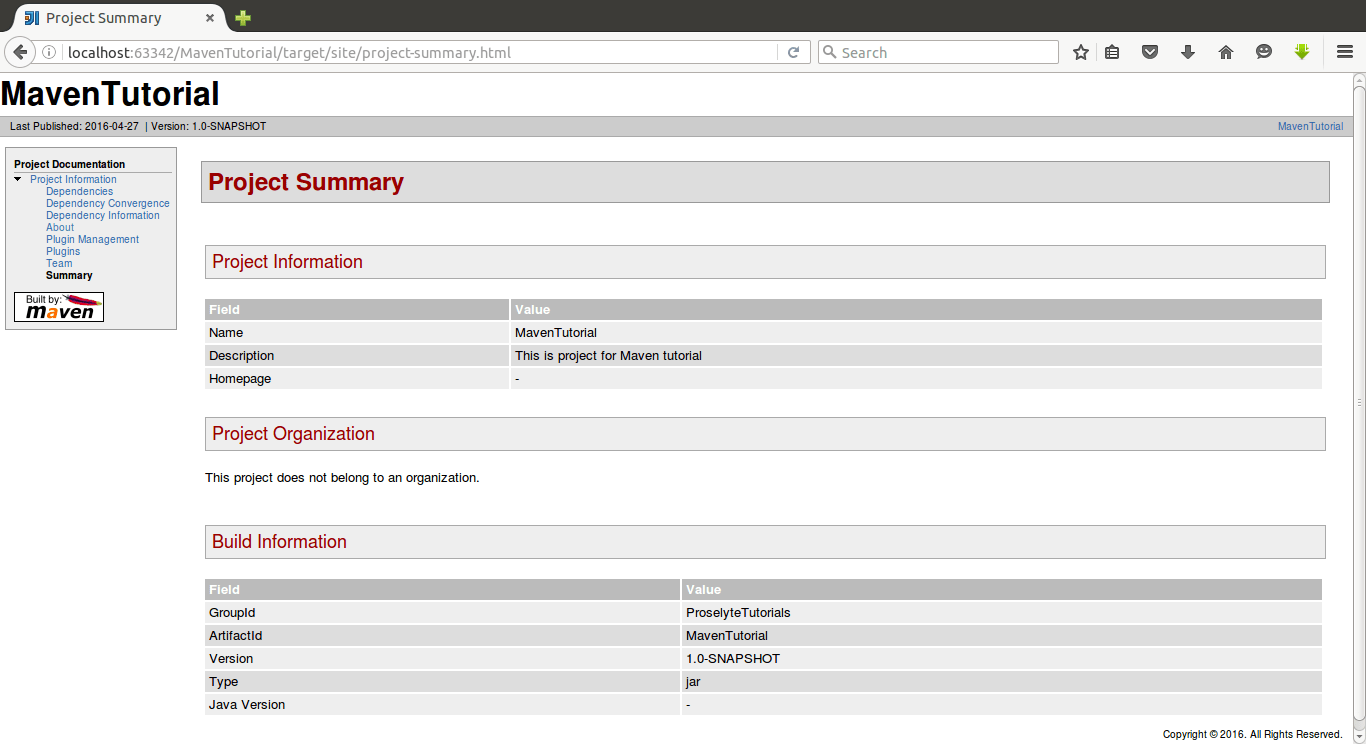 Project Summary
localhost:63342/MavenTutorial/target/site/project-summary.html
Search
MavenTutorial
Last Published: 2016-04-27 | Version: 1.0-SNAPSHOT
MavenTutorial
Project Documentation
Project Information
Dependencies
Dependency Convergence
Dependency Information
About
Plugin Management
Plugins
Team
Summary
Built by:
maven
Project Summary
Project Information
Field Value
Name MavenTutorial
Description This is project for Maven tutorial
Homepage -
Project Organization
This project does not belong to an organization.
Build Information
Field Value
GroupId ProselyteTutorials
ArtifactId MavenTutorial
Version 1.0-SNAPSHOT
Type jar
Java Version -
Copyright © 2016. All Rights Reserved.